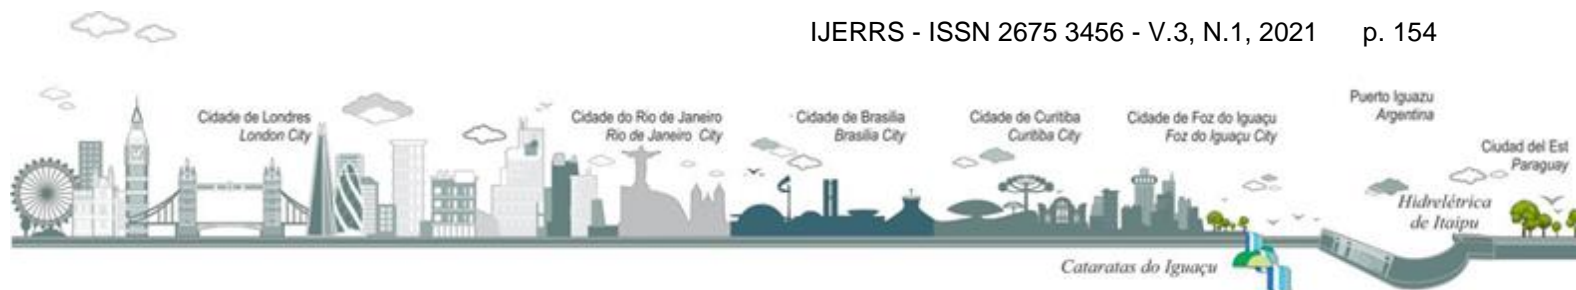 IJERRS - ISSN 2675 3456 - V.3, N.1, 2021 p. 154
Cidade de Londres
London City
Cidade do Rio de Janeiro
Rio de Janeiro City
Cidade de Brasilia
Brasilia City
Cidade de Curitiba
Curitiba City
Cidade de Foz do Iguaçu
Foz do Iguaçu City
Puerto Iguazu
Argentina
Ciudad del Est
Paraguay
Hidrelétrica
de Itaipu
Cataratas do Iguaçu